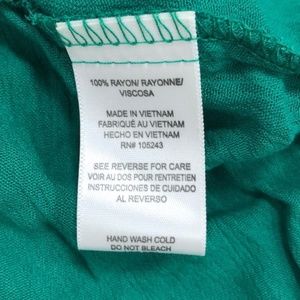 100% RAYON/ RAYONNE/
VISCOSA
MADE IN VIETNAM
FABRIQUÉ AU VIETNAM
HECHO EN VIETNAM
RN# 105243
SEE REVERSE FOR CARE
VOIR AU DOS POUR l'ENTRETIEN
INSTRUCCIONES DE CUIDADO
AL REVERSO
HAND WASH COLD
DO NOT BLEACH